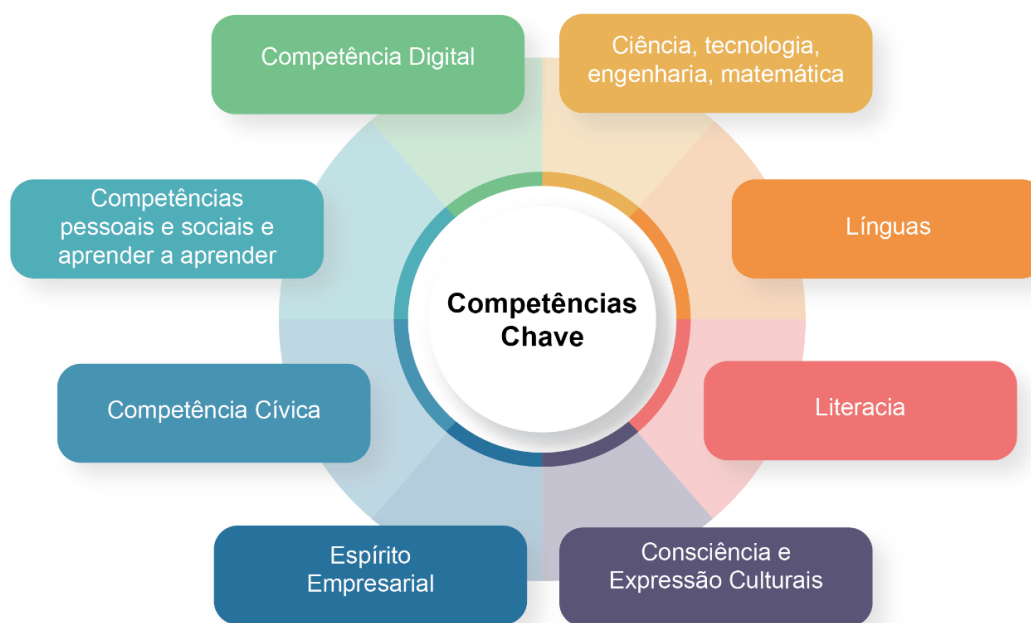 Competência Digital
Ciência, tecnologia,
engenharia, matemática
Competências
pessoais e sociais e
aprender a aprender
Línguas
Competências
Chave
Competência Cívica
Literacia
Espírito
Empresarial
Consciência e
Expressão Culturais